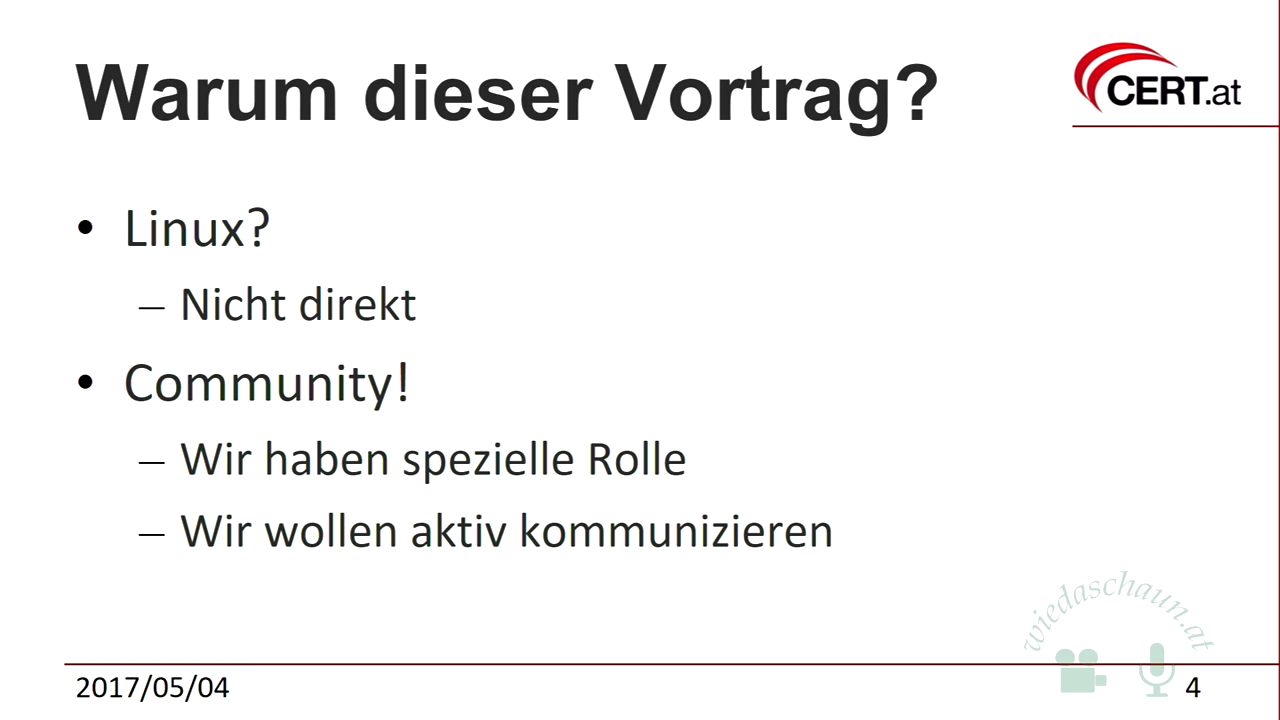 Warum dieser Vortrag?
CERT.at
• Linux?
– Nicht direkt
• Community!
– Wir haben spezielle Rolle
– Wir wollen aktiv kommunizieren
wiedaschaun.at
2017/05/04
4